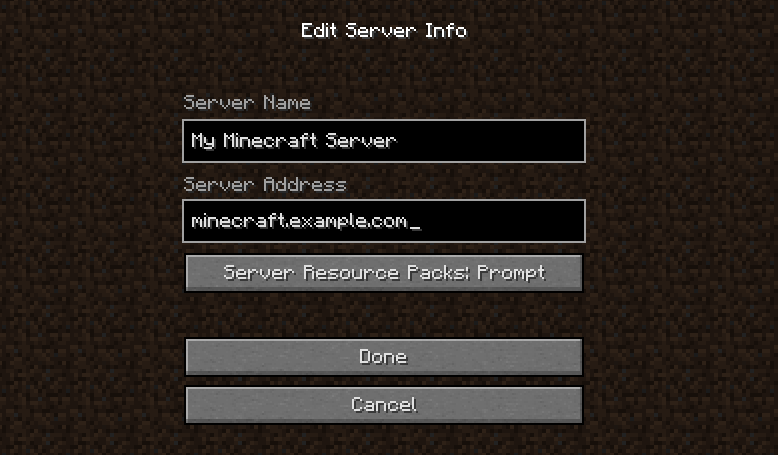 Edit Server Info
Server Name
My Minecraft Server
Server Address
minecraft.example.com_
Server Resource Packs: Prompt
Done
Cancel